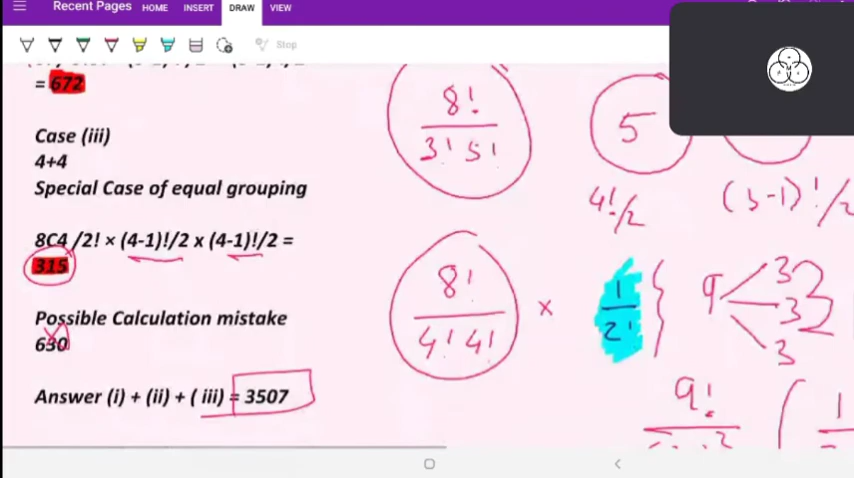 Recent Pages HOME INSERT DRAW VIEW
Stop
= 672
Case (iii)
4+4
Special Case of equal grouping
8C4 /2! × (4-1)!/2 x (4-1)!/2 =
315
Possible Calculation mistake
630
Answer (i) + (ii) + ( iii) = 3507
8!
3! 5!
5
4!/2
(3-1)!/2
8!
4! 4!
x
1
2!
9
3
3
3
9!
1